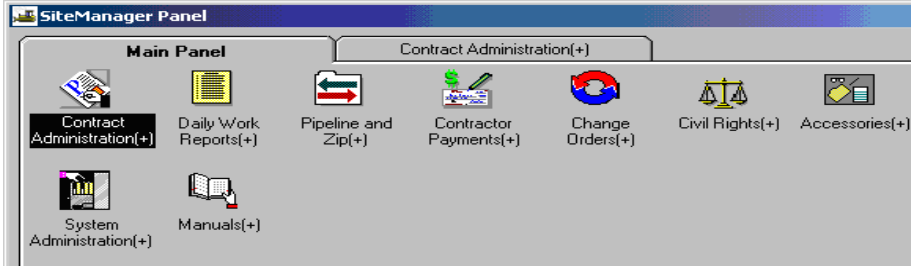 SiteManager Panel
Main Panel
Contract Administration(+)
Contract
Administration(+)
Daily Work
Reports(+)
Pipeline and
Zip(+)
Contractor
Payments(+)
Change
Orders(+)
Civil Rights(+)
Accessories(+)
System
Administration(+)
Manuals(+)